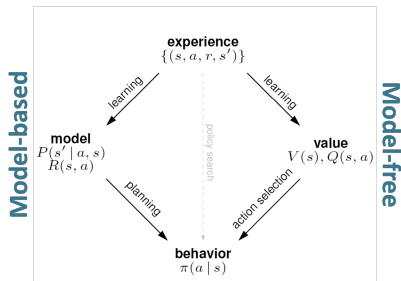 experience
{(s, a, r, s′)}
learning
learning
Model-based
policy search
Model-free
model
P(s′ | a, s)
R(s, a)
value
V(s), Q(s, a)
planning
action selection
behavior
π(a | s)